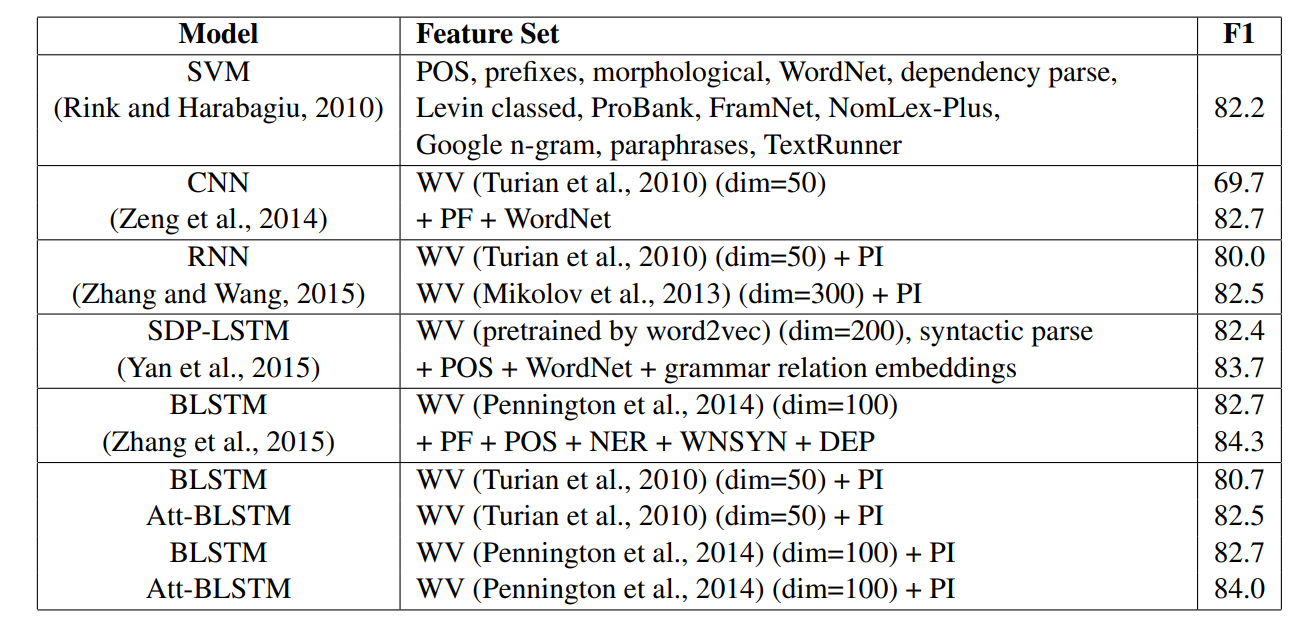 Model Feature Set F1
SVM POS, prefixes, morphological, WordNet, dependency parse,
(Rink and Harabagiu, 2010) Levin classed, ProBank, FramNet, NomLex-Plus, 82.2
Google n-gram, paraphrases, TextRunner
CNN WV (Turian et al., 2010) (dim=50) 69.7
(Zeng et al., 2014) + PF + WordNet 82.7
RNN WV (Turian et al., 2010) (dim=50) + PI 80.0
(Zhang and Wang, 2015) WV (Mikolov et al., 2013) (dim=300) + PI 82.5
SDP-LSTM WV (pretrained by word2vec) (dim=200), syntactic parse 82.4
(Yan et al., 2015) + POS + WordNet + grammar relation embeddings 83.7
BLSTM WV (Pennington et al., 2014) (dim=100) 82.7
(Zhang et al., 2015) + PF + POS + NER + WNSYN + DEP 84.3
BLSTM WV (Turian et al., 2010) (dim=50) + PI 80.7
Att-BLSTM WV (Turian et al., 2010) (dim=50) + PI 82.5
BLSTM WV (Pennington et al., 2014) (dim=100) + PI 82.7
Att-BLSTM WV (Pennington et al., 2014) (dim=100) + PI 84.0